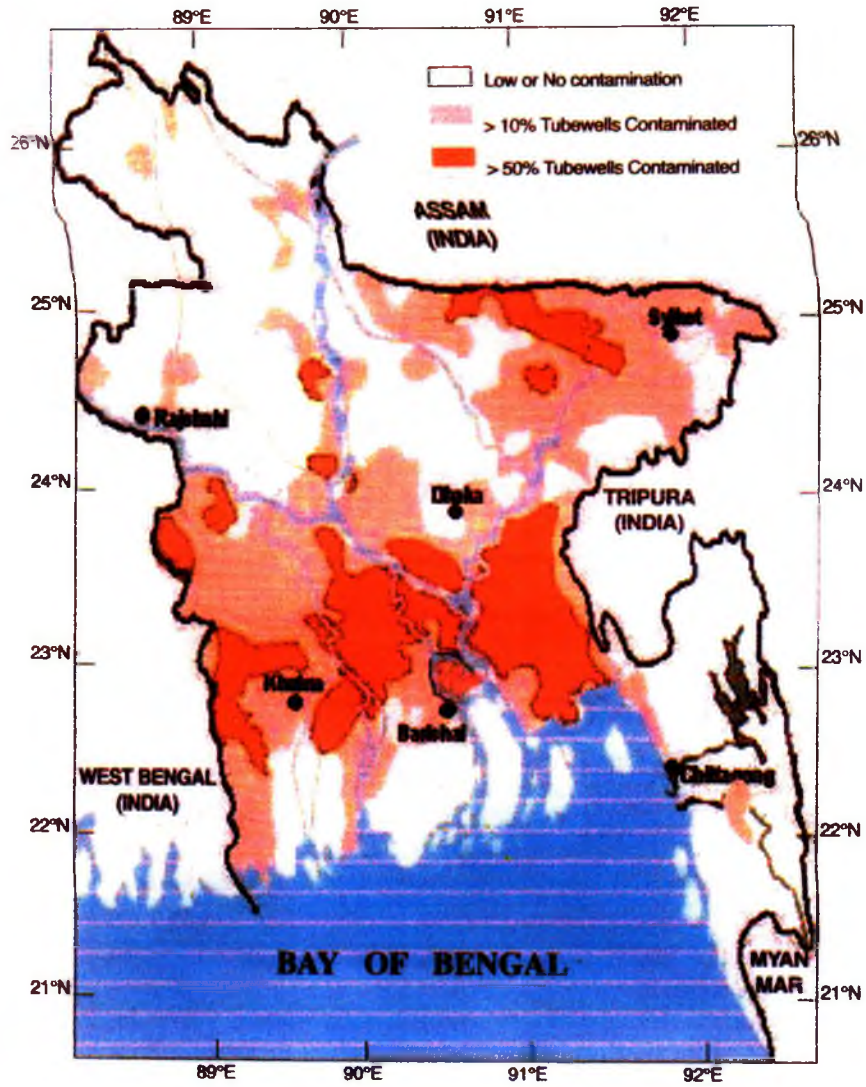 89°E 90°E 91°E 92°E
Low or No contamination
> 10% Tubewells Contaminated
> 50% Tubewells Contaminated
26°N 26°N
ASSAM
(INDIA)
25°N 25°N
Sylhet
Rajshahi
24°N 24°N
Dhaka
TRIPURA
(INDIA)
23°N 23°N
Khulna
Barishal
WEST BENGAL
(INDIA)
Chittagong
22°N 22°N
BAY OF BENGAL
MYAN
MAR
21°N 21°N
89°E 90°E 91°E 92°E